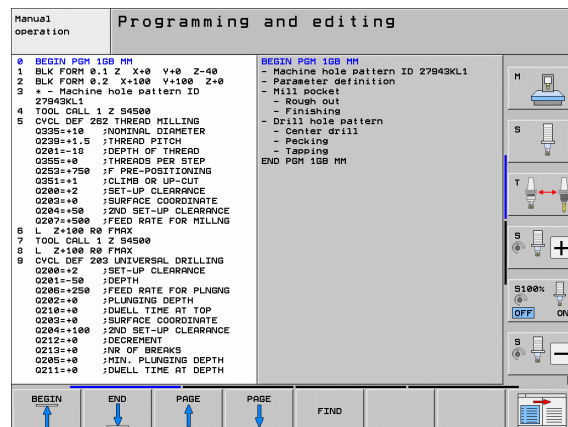 Manual
operation
Programming and editing
0 BEGIN PGM 1GB MM
1 BLK FORM 0.1 Z X+0 Y+0 Z-40
2 BLK FORM 0.2 X+100 Y+100 Z+0
3 * - Machine hole pattern ID
27943KL1
4 TOOL CALL 1 Z S4500
5 CYCL DEF 262 THREAD MILLING
Q335=+10 ;NOMINAL DIAMETER
Q239=+1.5 ;THREAD PITCH
Q201=-18 ;DEPTH OF THREAD
Q355=+0 ;THREADS PER STEP
Q253=+750 ;F PRE-POSITIONING
Q351=+1 ;CLIMB OR UP-CUT
Q200=+2 ;SET-UP CLEARANCE
Q203=+0 ;SURFACE COORDINATE
Q204=+50 ;2ND SET-UP CLEARANCE
Q207=+500 ;FEED RATE FOR MILLNG
6 L Z+100 R0 FMAX
7 TOOL CALL 1 Z S4500
8 L Z+100 R0 FMAX
9 CYCL DEF 203 UNIVERSAL DRILLING
Q200=+2 ;SET-UP CLEARANCE
Q201=-50 ;DEPTH
Q206=+250 ;FEED RATE FOR PLNGNG
Q202=+0 ;PLUNGING DEPTH
Q210=+0 ;DWELL TIME AT TOP
Q203=+0 ;SURFACE COORDINATE
Q204=+100 ;2ND SET-UP CLEARANCE
Q212=+0 ;DECREMENT
Q213=+0 ;NR OF BREAKS
Q205=+0 ;MIN. PLUNGING DEPTH
Q211=+0 ;DWELL TIME AT DEPTH
BEGIN PGM 1GB MM
- Machine hole pattern ID 27943KL1
- Parameter definition
- Mill pocket
- Rough out
- Finishing
- Drill hole pattern
- Center drill
- Pecking
- Tapping
END PGM 1GB MM
M
S
T
S
S100%
OFF ON
S
BEGIN
END
PAGE
PAGE
FIND